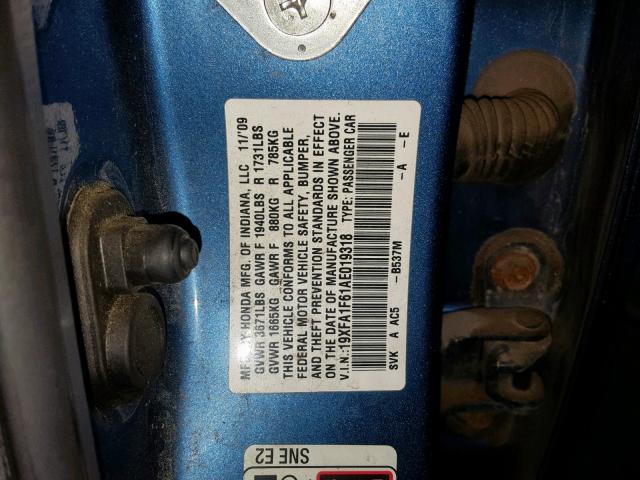 MFD. BY HONDA MFG. OF INDIANA, LLC 11/09
GVWR 3671LBS GAWR F 1940LBS R 1731LBS
GVWR 1665KG GAWR F 880KG R 785KG
THIS VEHICLE CONFORMS TO ALL APPLICABLE
FEDERAL MOTOR VEHICLE SAFETY, BUMPER,
AND THEFT PREVENTION STANDARDS IN EFFECT
ON THE DATE OF MANUFACTURE SHOWN ABOVE.
V.I.N.: 19XFA1F61AE019318 TYPE: PASSENGER CAR
-B537M -A -E
SVK A AC5
SNE E2